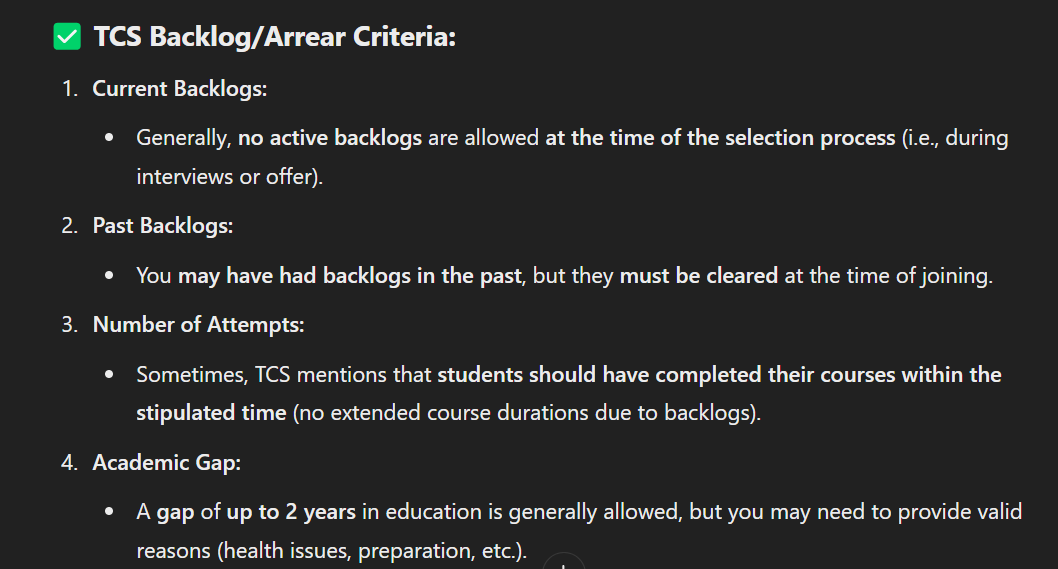 ✅ TCS Backlog/Arrear Criteria:
1. Current Backlogs:
• Generally, no active backlogs are allowed at the time of the selection process (i.e., during
interviews or offer).
2. Past Backlogs:
• You may have had backlogs in the past, but they must be cleared at the time of joining.
3. Number of Attempts:
• Sometimes, TCS mentions that students should have completed their courses within the
stipulated time (no extended course durations due to backlogs).
4. Academic Gap:
• A gap of up to 2 years in education is generally allowed, but you may need to provide valid
reasons (health issues, preparation, etc.).